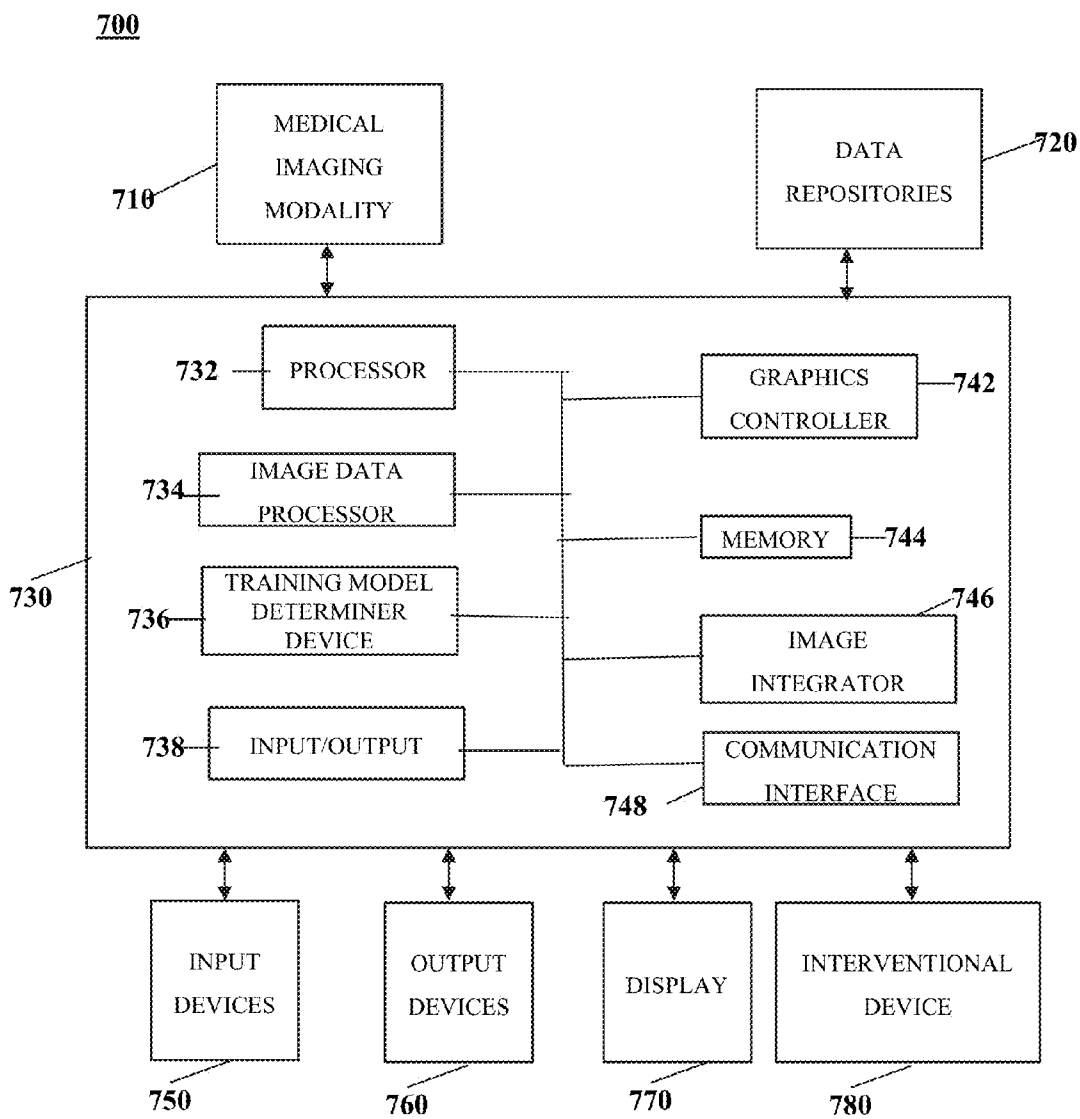 700
MEDICAL
IMAGING
MODALITY
710
DATA
REPOSITORIES
720
732
PROCESSOR
GRAPHICS
CONTROLLER
742
734
IMAGE DATA
PROCESSOR
MEMORY
744
730
736
TRAINING MODEL
DETERMINER
DEVICE
746
IMAGE
INTEGRATOR
738
INPUT/OUTPUT
COMMUNICATION
INTERFACE
748
INPUT
DEVICES
OUTPUT
DEVICES
DISPLAY
INTERVENTIONAL
DEVICE
750
760
770
780